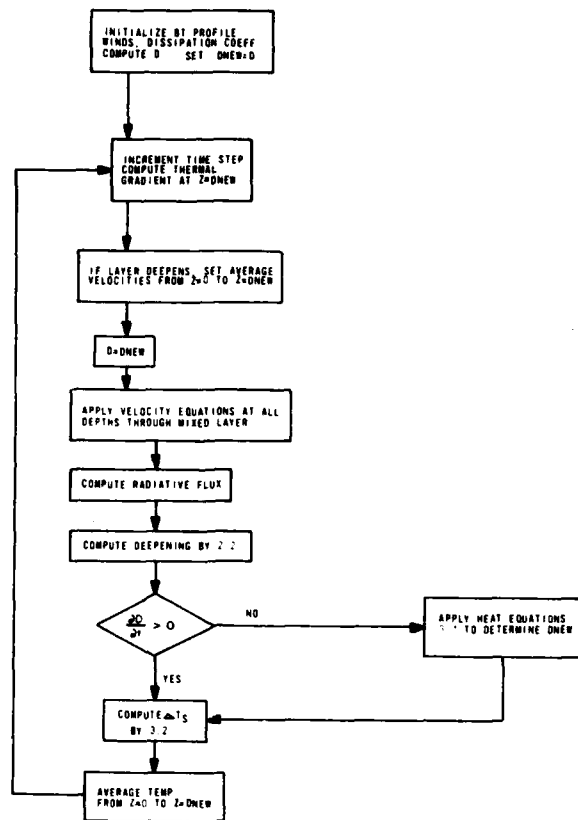 INITIALIZE BT PROFILE
WINDS, DISSIPATION COEFF
COMPUTE D SET DNEW=D
INCREMENT TIME STEP
COMPUTE THERMAL
GRADIENT AT Z=DNEW
IF LAYER DEEPENS, SET AVERAGE
VELOCITIES FROM Z=0 TO Z=DNEW
D=DNEW
APPLY VELOCITY EQUATIONS AT ALL
DEPTHS THROUGH MIXED LAYER
COMPUTE RADIATIVE FLUX
COMPUTE DEEPENING BY 2.2
∂D/∂t > 0
NO
APPLY HEAT EQUATIONS
TO DETERMINE DNEW
YES
COMPUTE △TS
BY 3.2
AVERAGE TEMP
FROM Z=0 TO Z=DNEW